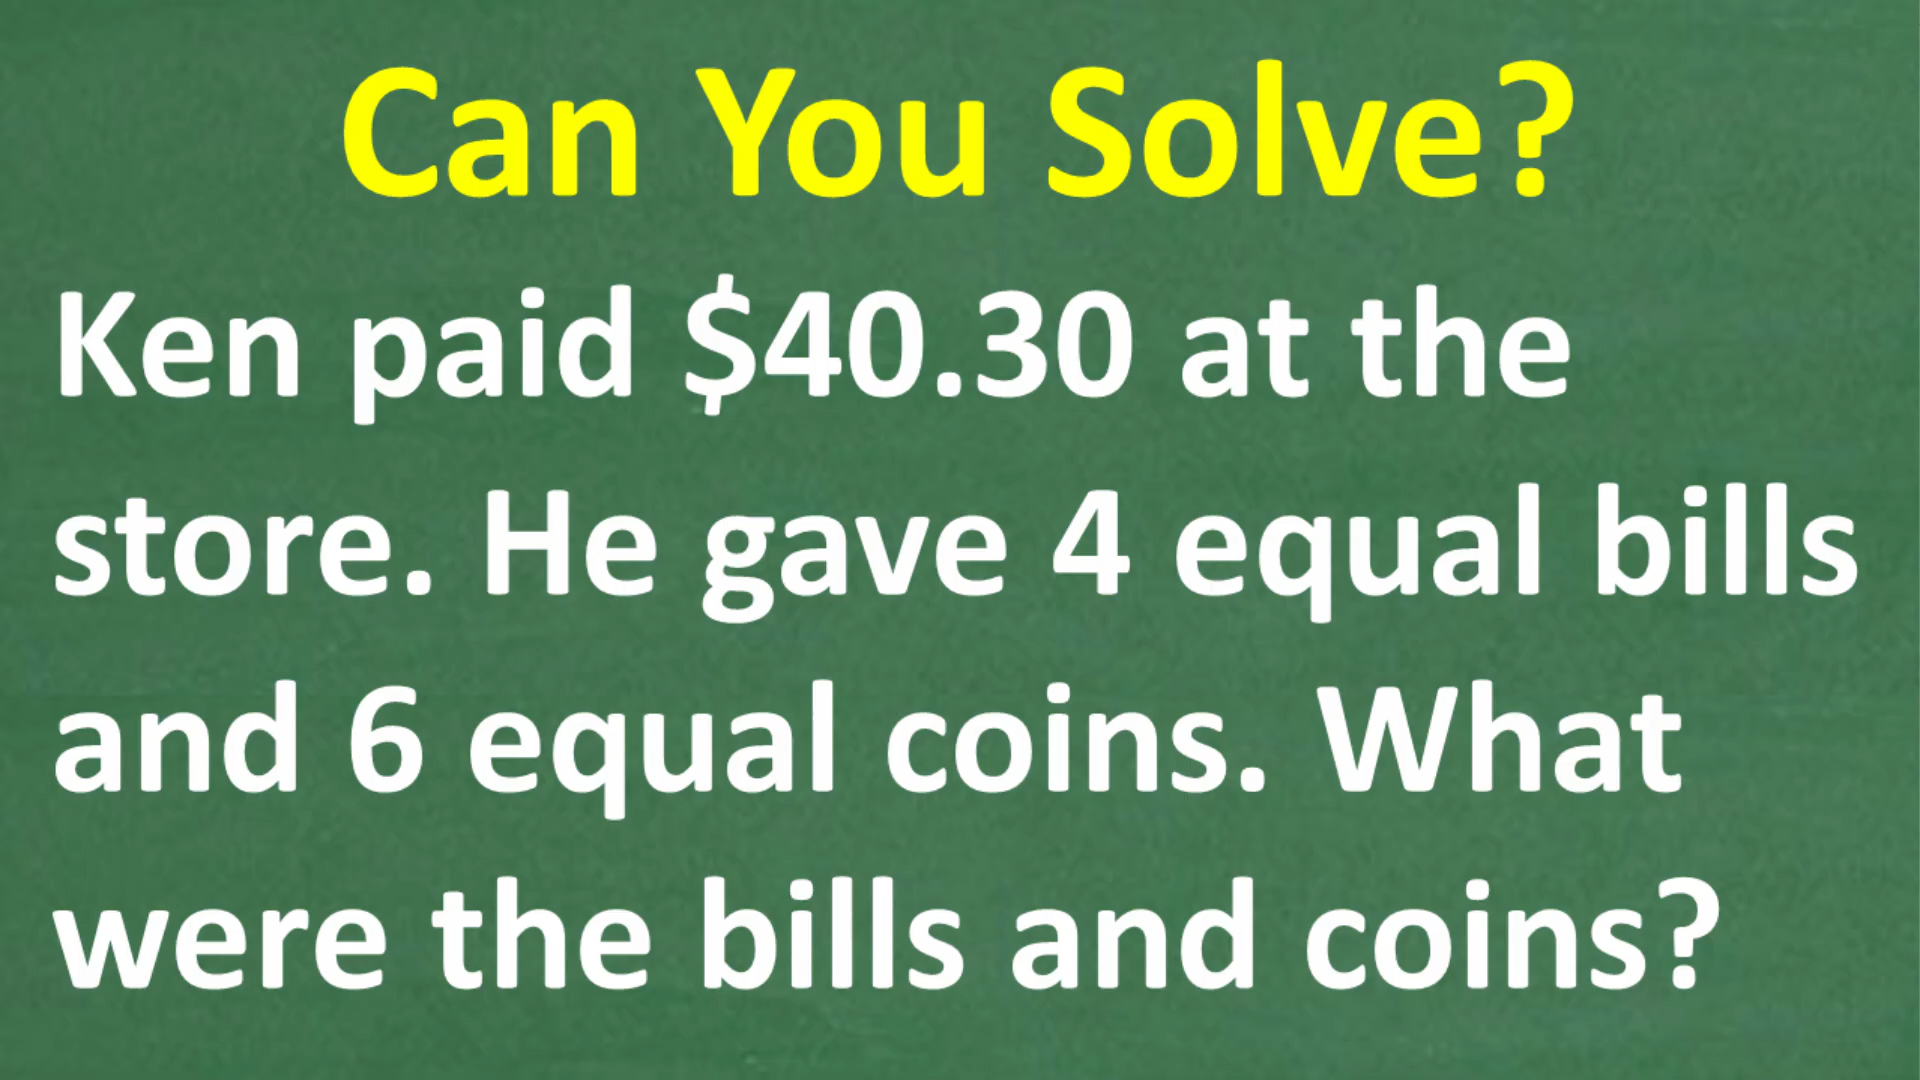 Can You Solve?
Ken paid $40.30 at the
store. He gave 4 equal bills
and 6 equal coins. What
were the bills and coins?